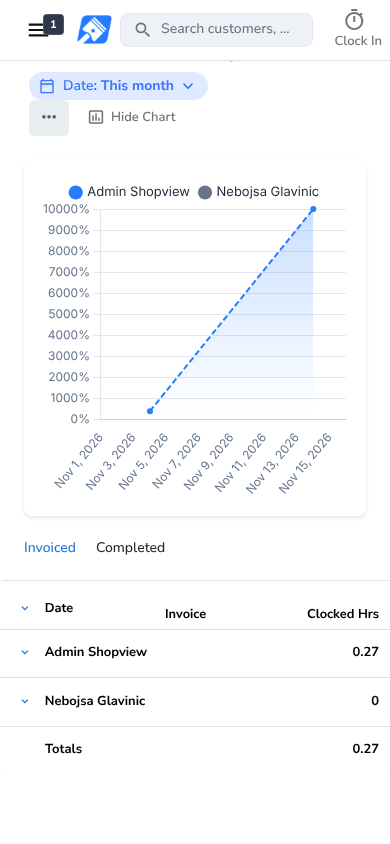 1
Search customers, ...
Clock In
Date: This month
Hide Chart
Admin Shopview
Nebojsa Glavinic
10000%
9000%
8000%
7000%
6000%
5000%
4000%
3000%
2000%
1000%
0%
Nov 1, 2026
Nov 3, 2026
Nov 5, 2026
Nov 7, 2026
Nov 9, 2026
Nov 11, 2026
Nov 13, 2026
Nov 15, 2026
Invoiced Completed
Date Invoice Clocked Hrs
Admin Shopview 0.27
Nebojsa Glavinic 0
Totals 0.27